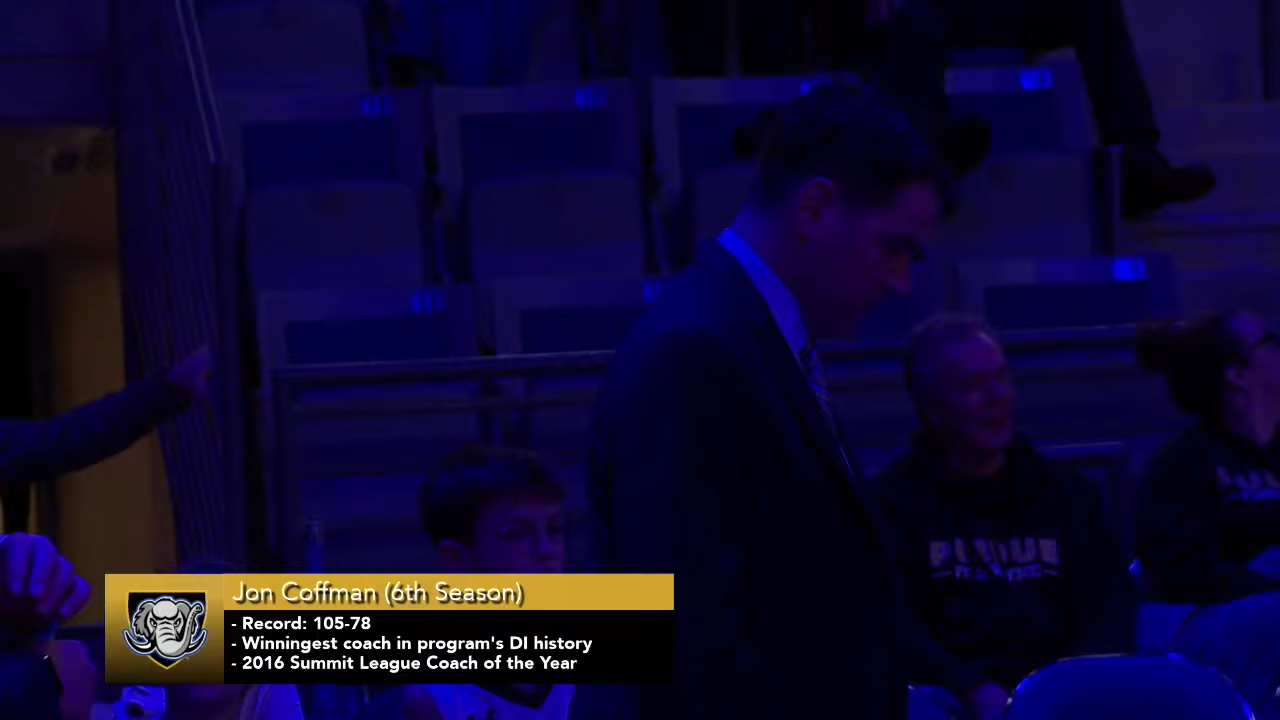 PURDUE
Jon Coffman (6th Season)
- Record: 105-78
- Winningest coach in program's DI history
- 2016 Summit League Coach of the Year